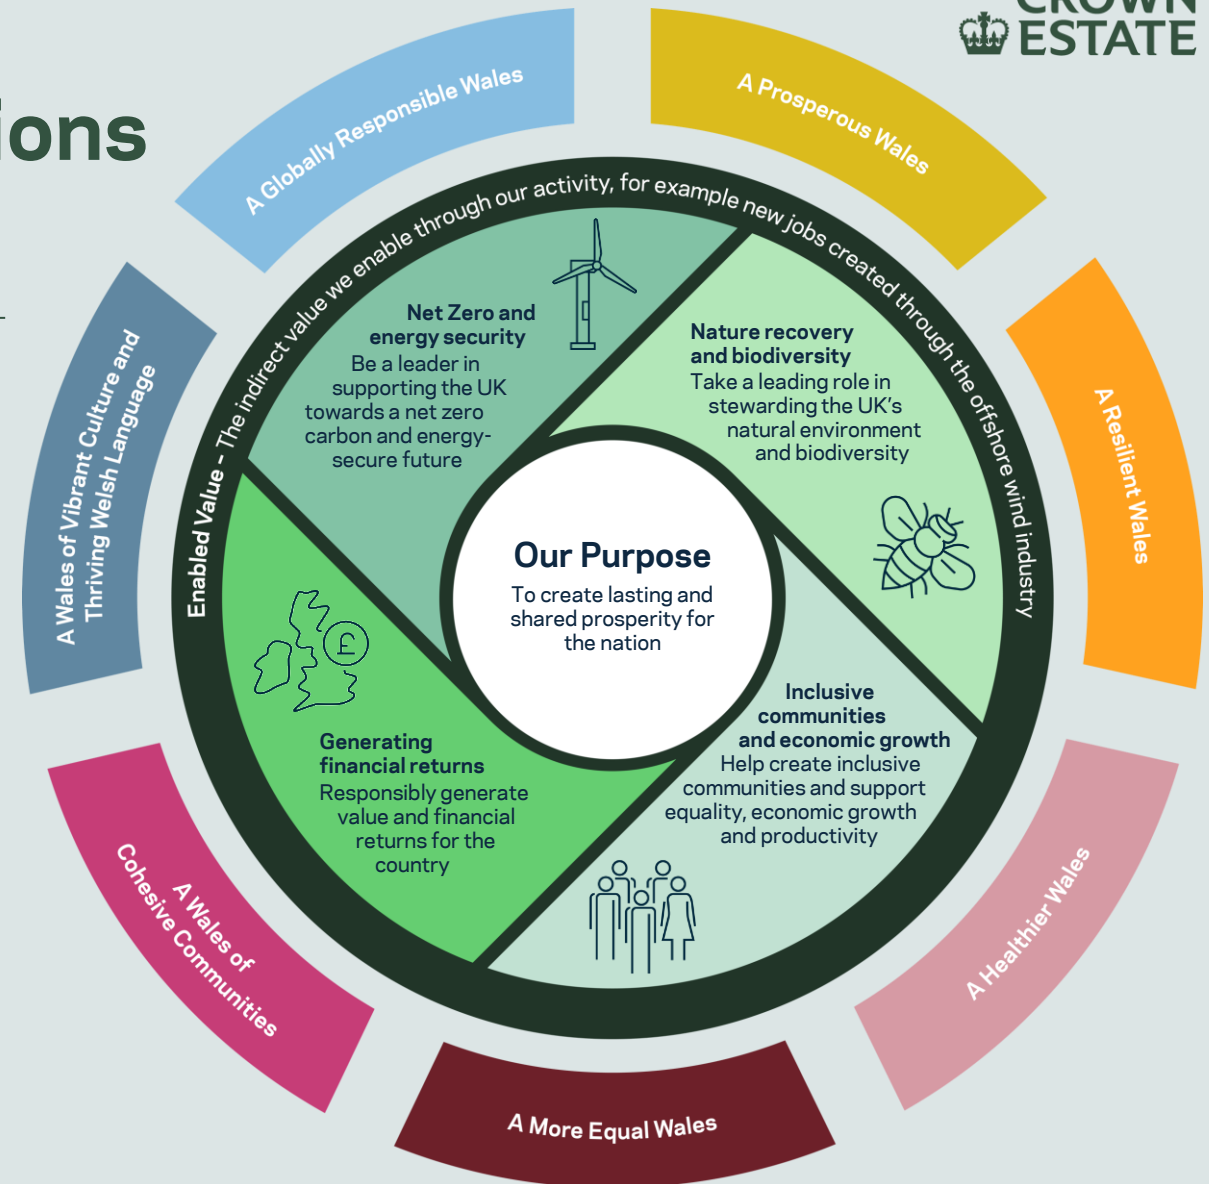 CROWN
ESTATE
ions
A Globally Responsible Wales
A Prosperous Wales
A Resilient Wales
A Healthier Wales
A More Equal Wales
A Wales of
Cohesive Communities
A Wales of Vibrant Culture and
Thriving Welsh Language
Enabled Value – The indirect value we enable through our activity, for example new jobs created through the offshore wind industry
Net Zero and
energy security
Be a leader in
supporting the UK
towards a net zero
carbon and energy-
secure future
Nature recovery
and biodiversity
Take a leading role in
stewarding the UK's
natural environment
and biodiversity
Our Purpose
To create lasting and
shared prosperity for
the nation
£
Generating
financial returns
Responsibly generate
value and financial
returns for the
country
Inclusive
communities
and economic growth
Help create inclusive
communities and support
equality, economic growth
and productivity